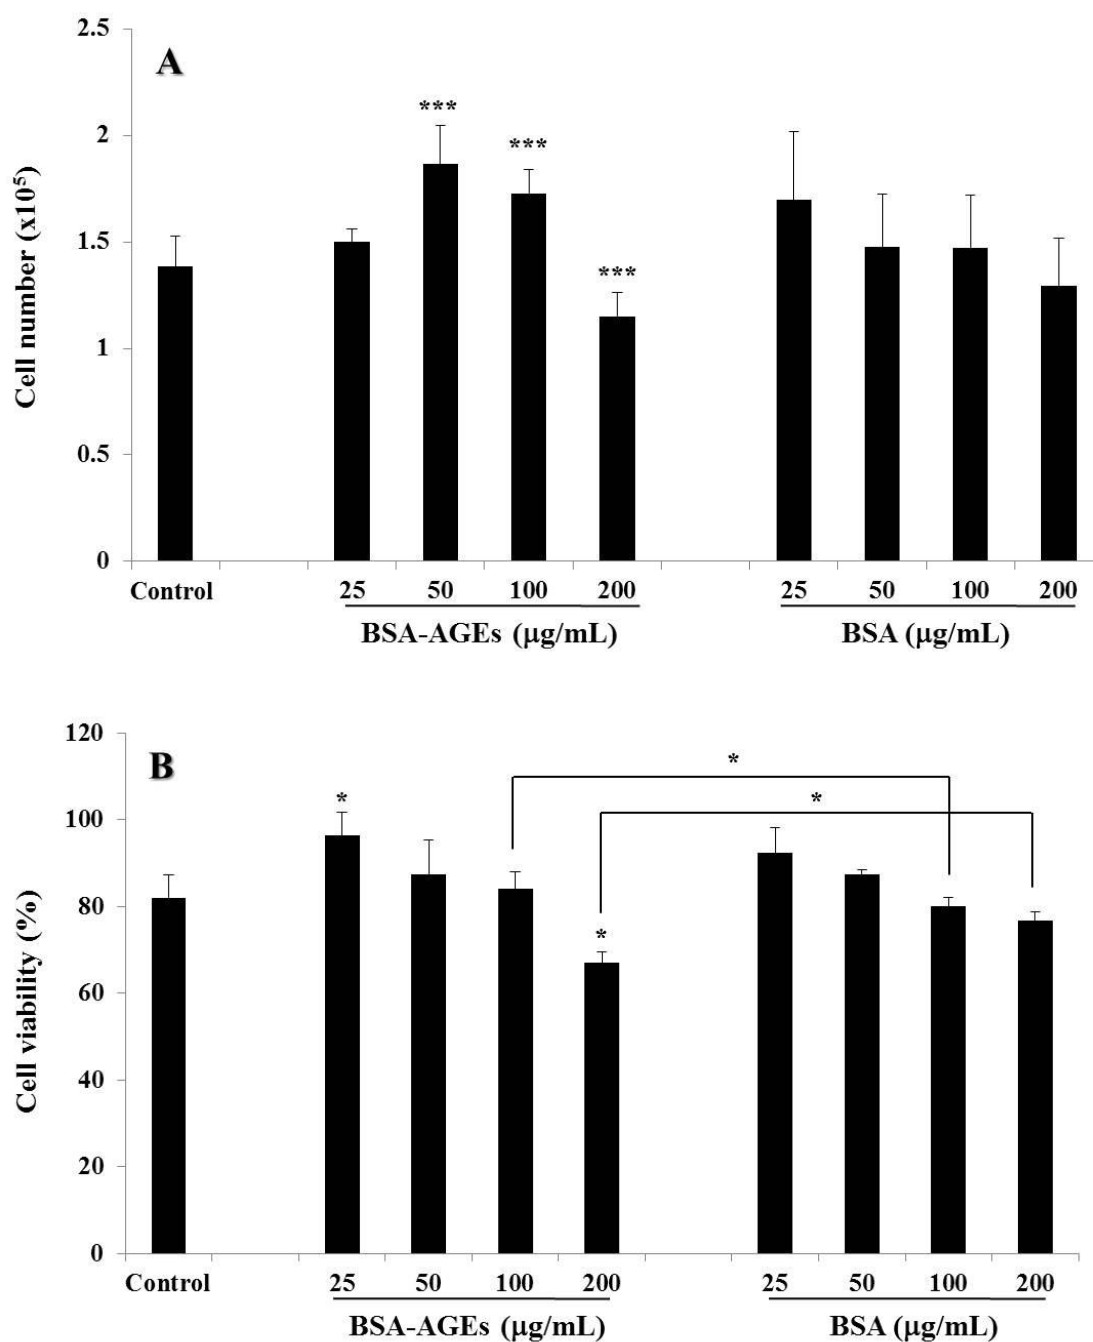 A
Cell number (x10⁵)
2.5
2
1.5
1
0.5
0
***
***
***
Control
25 50 100 200
25 50 100 200
BSA-AGEs (μg/mL)
BSA (μg/mL)
B
Cell viability (%)
120
100
80
60
40
20
0
*
*
*
*
Control
25 50 100 200
25 50 100 200
BSA-AGEs (μg/mL)
BSA (μg/mL)